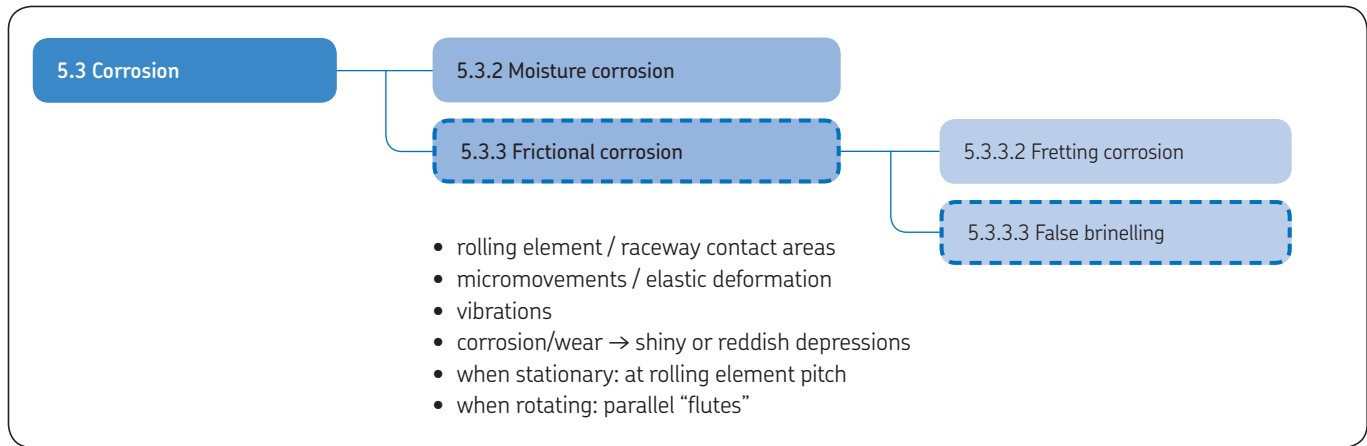 5.3 Corrosion
5.3.2 Moisture corrosion
5.3.3 Frictional corrosion
5.3.3.2 Fretting corrosion
5.3.3.3 False brinelling
• rolling element / raceway contact areas
• micromovements / elastic deformation
• vibrations
• corrosion/wear → shiny or reddish depressions
• when stationary: at rolling element pitch
• when rotating: parallel “flutes”